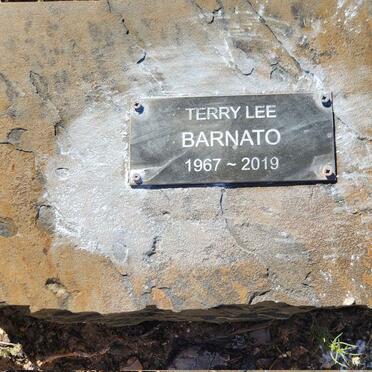 TERRY LEE
BARNATO
1967 ~ 2019